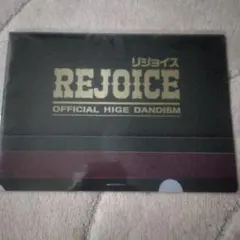 リジョイス
REJOICE
OFFICIAL HIGE DANDISM